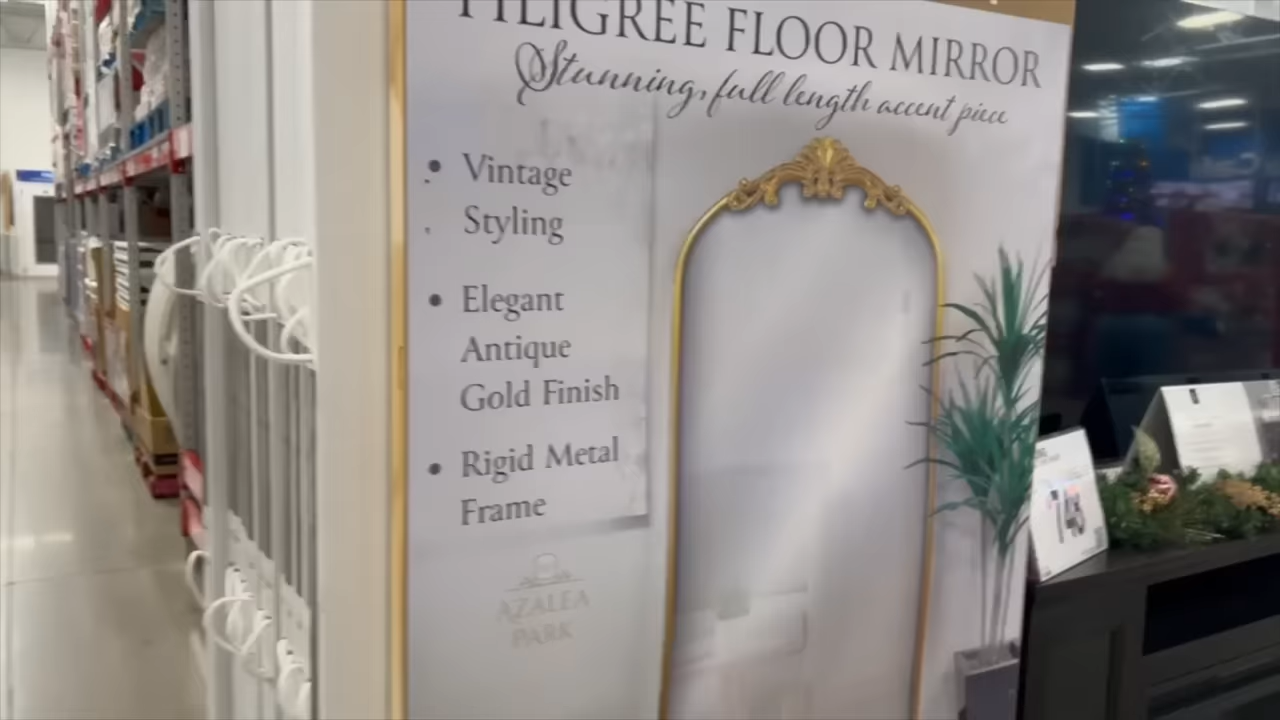 FILIGREE FLOOR MIRROR
Stunning, full length accent piece
• Vintage
Styling
• Elegant
Antique
Gold Finish
• Rigid Metal
Frame
AZALEA
PARK